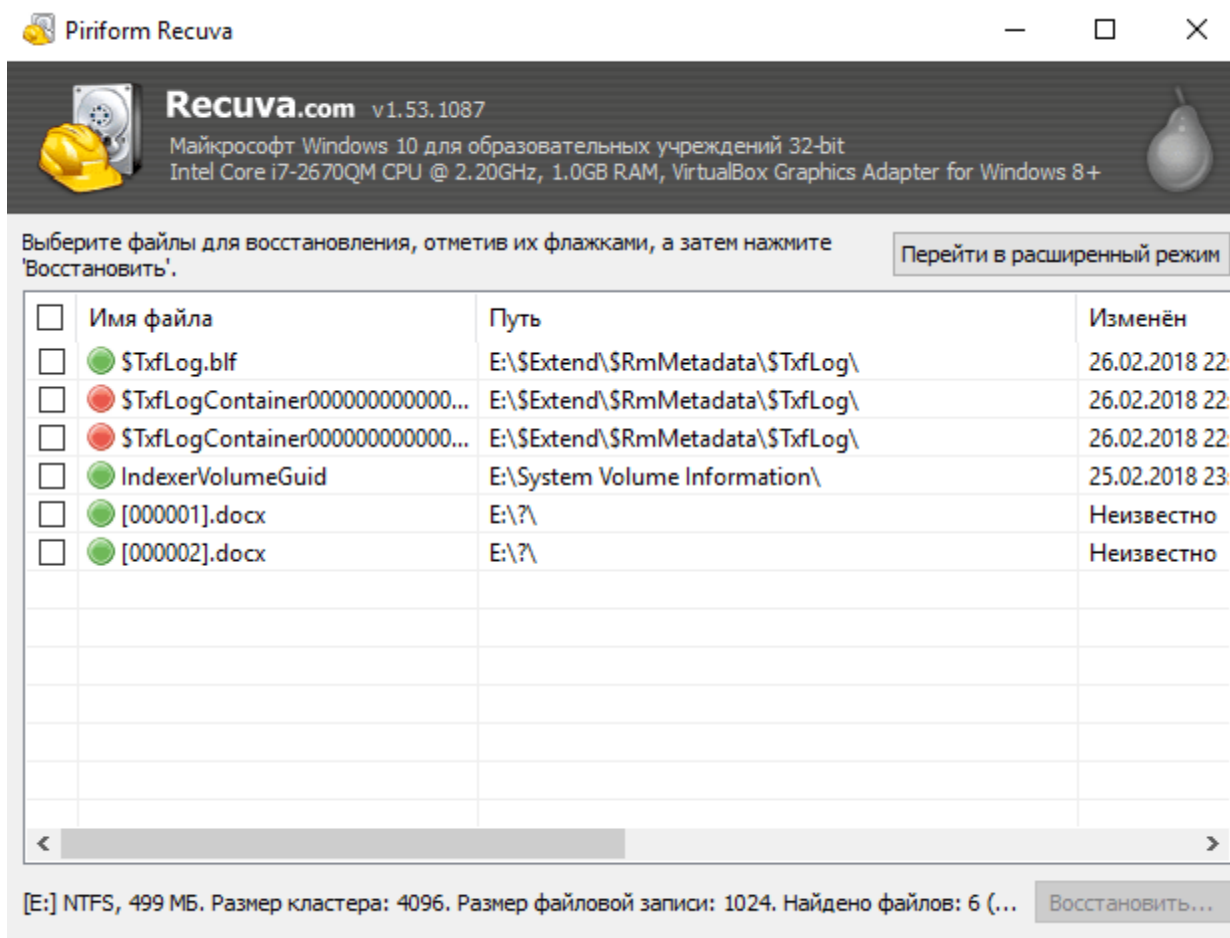 Piriform Recuva
Recuva.com v1.53.1087
Майкрософт Windows 10 для образовательных учреждений 32-bit
Intel Core i7-2670QM CPU @ 2.20GHz, 1.0GB RAM, VirtualBox Graphics Adapter for Windows 8+
Выберите файлы для восстановления, отметив их флажками, а затем нажмите
'Восстановить'.
Перейти в расширенный режим
Имя файла Путь Изменён
$TxfLog.blf E:\$Extend\$RmMetadata\$TxfLog\ 26.02.2018 22:
$TxfLogContainer000000000000... E:\$Extend\$RmMetadata\$TxfLog\ 26.02.2018 22:
$TxfLogContainer000000000000... E:\$Extend\$RmMetadata\$TxfLog\ 26.02.2018 22:
IndexerVolumeGuid E:\System Volume Information\ 25.02.2018 23:
[000001].docx E:\?\ Неизвестно
[000002].docx E:\?\ Неизвестно
[E:] NTFS, 499 МБ. Размер кластера: 4096. Размер файловой записи: 1024. Найдено файлов: 6 (... Восстановить...